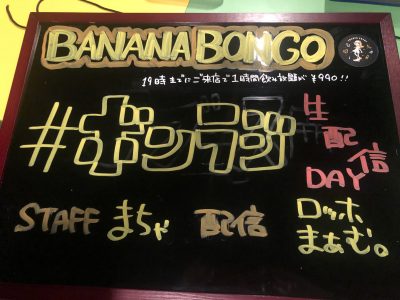 BANANA BONGO
19時までにご来店で1時間飲み放題が¥990!!
#ボンラジ
生配信DAY
STAFF まちゃ
配信 ロッホ まぁむ。